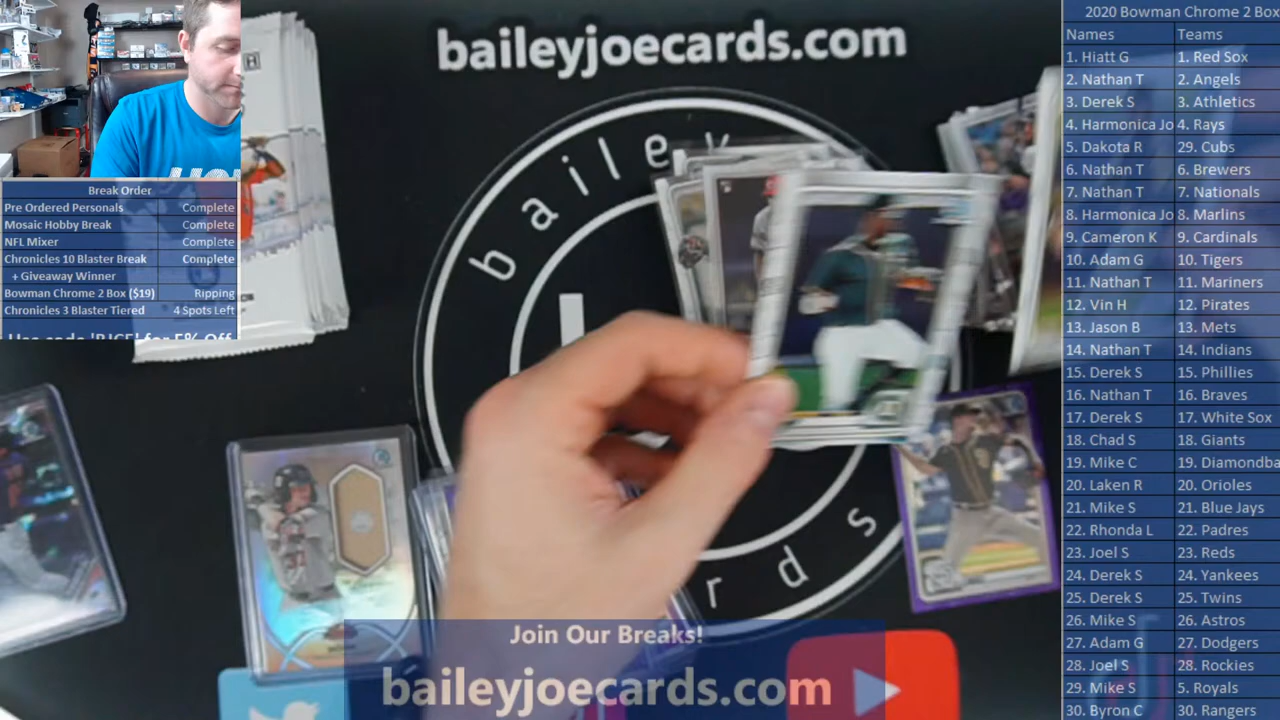 baileyjoecards.com
bailey
rds
Break Order
Pre Ordered Personals Complete
Mosaic Hobby Break Complete
NFL Mixer Complete
Chronicles 10 Blaster Break Complete
+ Giveaway Winner
Bowman Chrome 2 Box ($19) Ripping
Chronicles 3 Blaster Tiered 4 Spots Left
for 5% Off
2020 Bowman Chrome 2 Box
Names Teams
1. Hiatt G 1. Red Sox
2. Nathan T 2. Angels
3. Derek S 3. Athletics
4. Harmonica Jo 4. Rays
5. Dakota R 29. Cubs
6. Nathan T 6. Brewers
7. Nathan T 7. Nationals
8. Harmonica Jo 8. Marlins
9. Cameron K 9. Cardinals
10. Adam G 10. Tigers
11. Nathan T 11. Mariners
12. Vin H 12. Pirates
13. Jason B 13. Mets
14. Nathan T 14. Indians
15. Derek S 15. Phillies
16. Nathan T 16. Braves
17. Derek S 17. White Sox
18. Chad S 18. Giants
19. Mike C 19. Diamondba
20. Laken R 20. Orioles
21. Mike S 21. Blue Jays
22. Rhonda L 22. Padres
23. Joel S 23. Reds
24. Derek S 24. Yankees
25. Derek S 25. Twins
26. Mike S 26. Astros
27. Adam G 27. Dodgers
28. Joel S 28. Rockies
29. Mike S 5. Royals
30. Byron C 30. Rangers
Join Our Breaks!
baileyjoecards.com